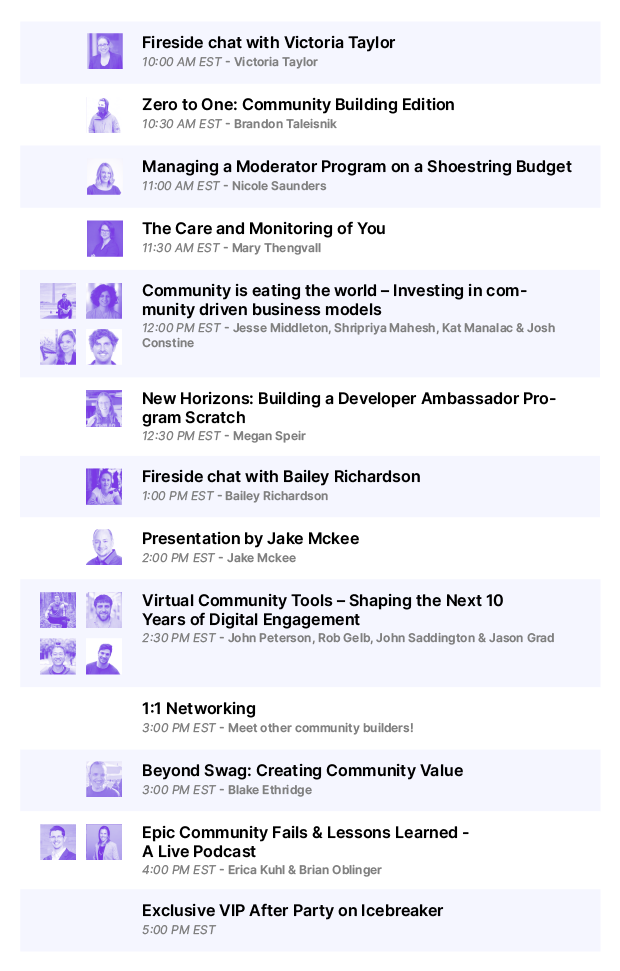 Fireside chat with Victoria Taylor
10:00 AM EST - Victoria Taylor
Zero to One: Community Building Edition
10:30 AM EST - Brandon Taleisnik
Managing a Moderator Program on a Shoestring Budget
11:00 AM EST - Nicole Saunders
The Care and Monitoring of You
11:30 AM EST - Mary Thengvall
Community is eating the world – Investing in com-
munity driven business models
12:00 PM EST - Jesse Middleton, Shripriya Mahesh, Kat Manalac & Josh
Constine
New Horizons: Building a Developer Ambassador Pro-
gram Scratch
12:30 PM EST - Megan Speir
Fireside chat with Bailey Richardson
1:00 PM EST - Bailey Richardson
Presentation by Jake Mckee
2:00 PM EST - Jake Mckee
Virtual Community Tools – Shaping the Next 10
Years of Digital Engagement
2:30 PM EST - John Peterson, Rob Gelb, John Saddington & Jason Grad
1:1 Networking
3:00 PM EST - Meet other community builders!
Beyond Swag: Creating Community Value
3:00 PM EST - Blake Ethridge
Epic Community Fails & Lessons Learned -
A Live Podcast
4:00 PM EST - Erica Kuhl & Brian Oblinger
Exclusive VIP After Party on Icebreaker
5:00 PM EST